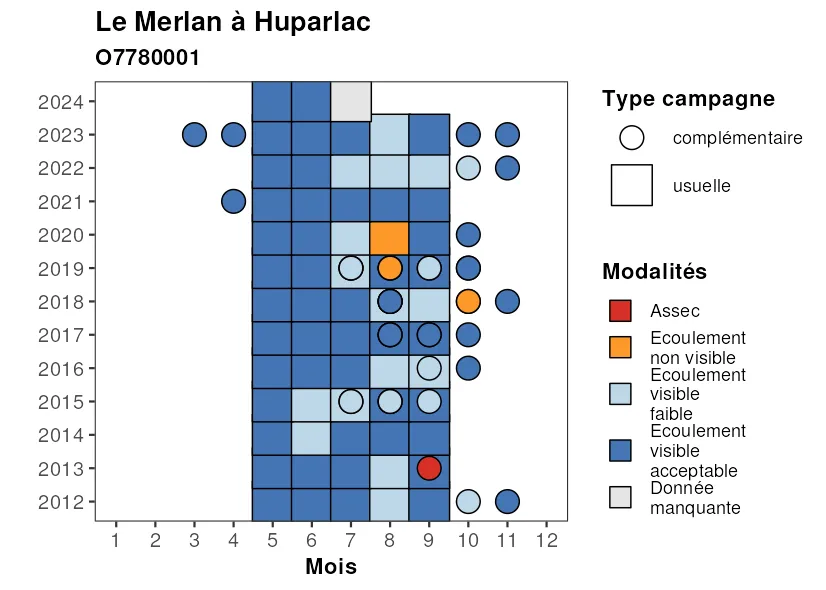 Le Merlan à Huparlac
O7780001
2024
2023
2022
2021
2020
2019
2018
2017
2016
2015
2014
2013
2012
1 2 3 4 5 6 7 8 9 10 11 12
Mois
Type campagne
complémentaire
usuelle
Modalités
Assec
Ecoulement
non visible
Ecoulement
visible
faible
Ecoulement
visible
acceptable
Donnée
manquante